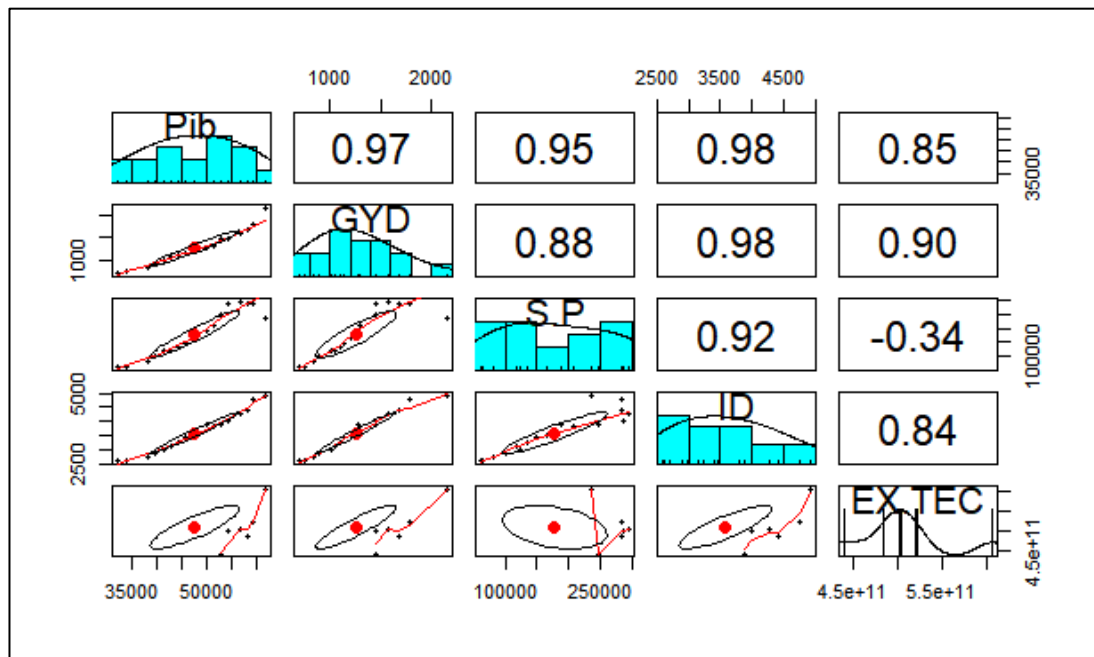 1000 2000
2500 3500 4500
Pib 0.97 0.95 0.98 0.85
35000
1000
GYD 0.88 0.98 0.90
S.P 0.92 -0.34
100000
2500 5000
ID 0.84
EX.TEC
4.5e+11
35000 50000
100000 250000
4.5e+11 5.5e+11